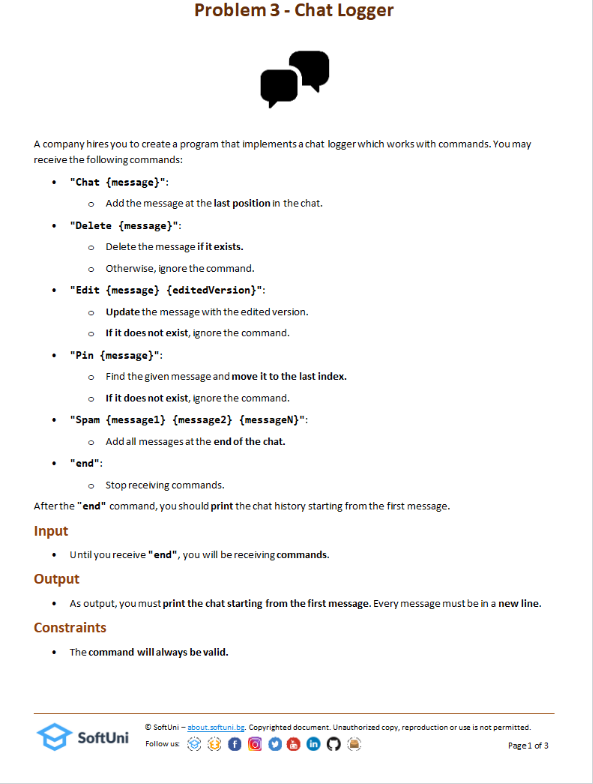 Problem 3 - Chat Logger
A company hires you to create a program that implements a chat logger which works with commands. You may
receive the following commands:
• "Chat {message}":
o Add the message at the last position in the chat.
• "Delete {message}":
o Delete the message if it exists.
o Otherwise, ignore the command.
• "Edit {message} {editedVersion}":
o Update the message with the edited version.
o If it does not exist, ignore the command.
• "Pin {message}":
o Find the given message and move it to the last index.
o If it does not exist, ignore the command.
• "Spam {message1} {message2} {messageN}":
o Add all messages at the end of the chat.
• "end":
o Stop receiving commands.
After the "end" command, you should print the chat history starting from the first message.
Input
• Until you receive "end", you will be receiving commands.
Output
• As output, you must print the chat starting from the first message. Every message must be in a new line.
Constraints
• The command will always be valid.
SoftUni
© SoftUni – about.softuni.bg. Copyrighted document. Unauthorized copy, reproduction or use is not permitted.
Follow us:
Page 1 of 3